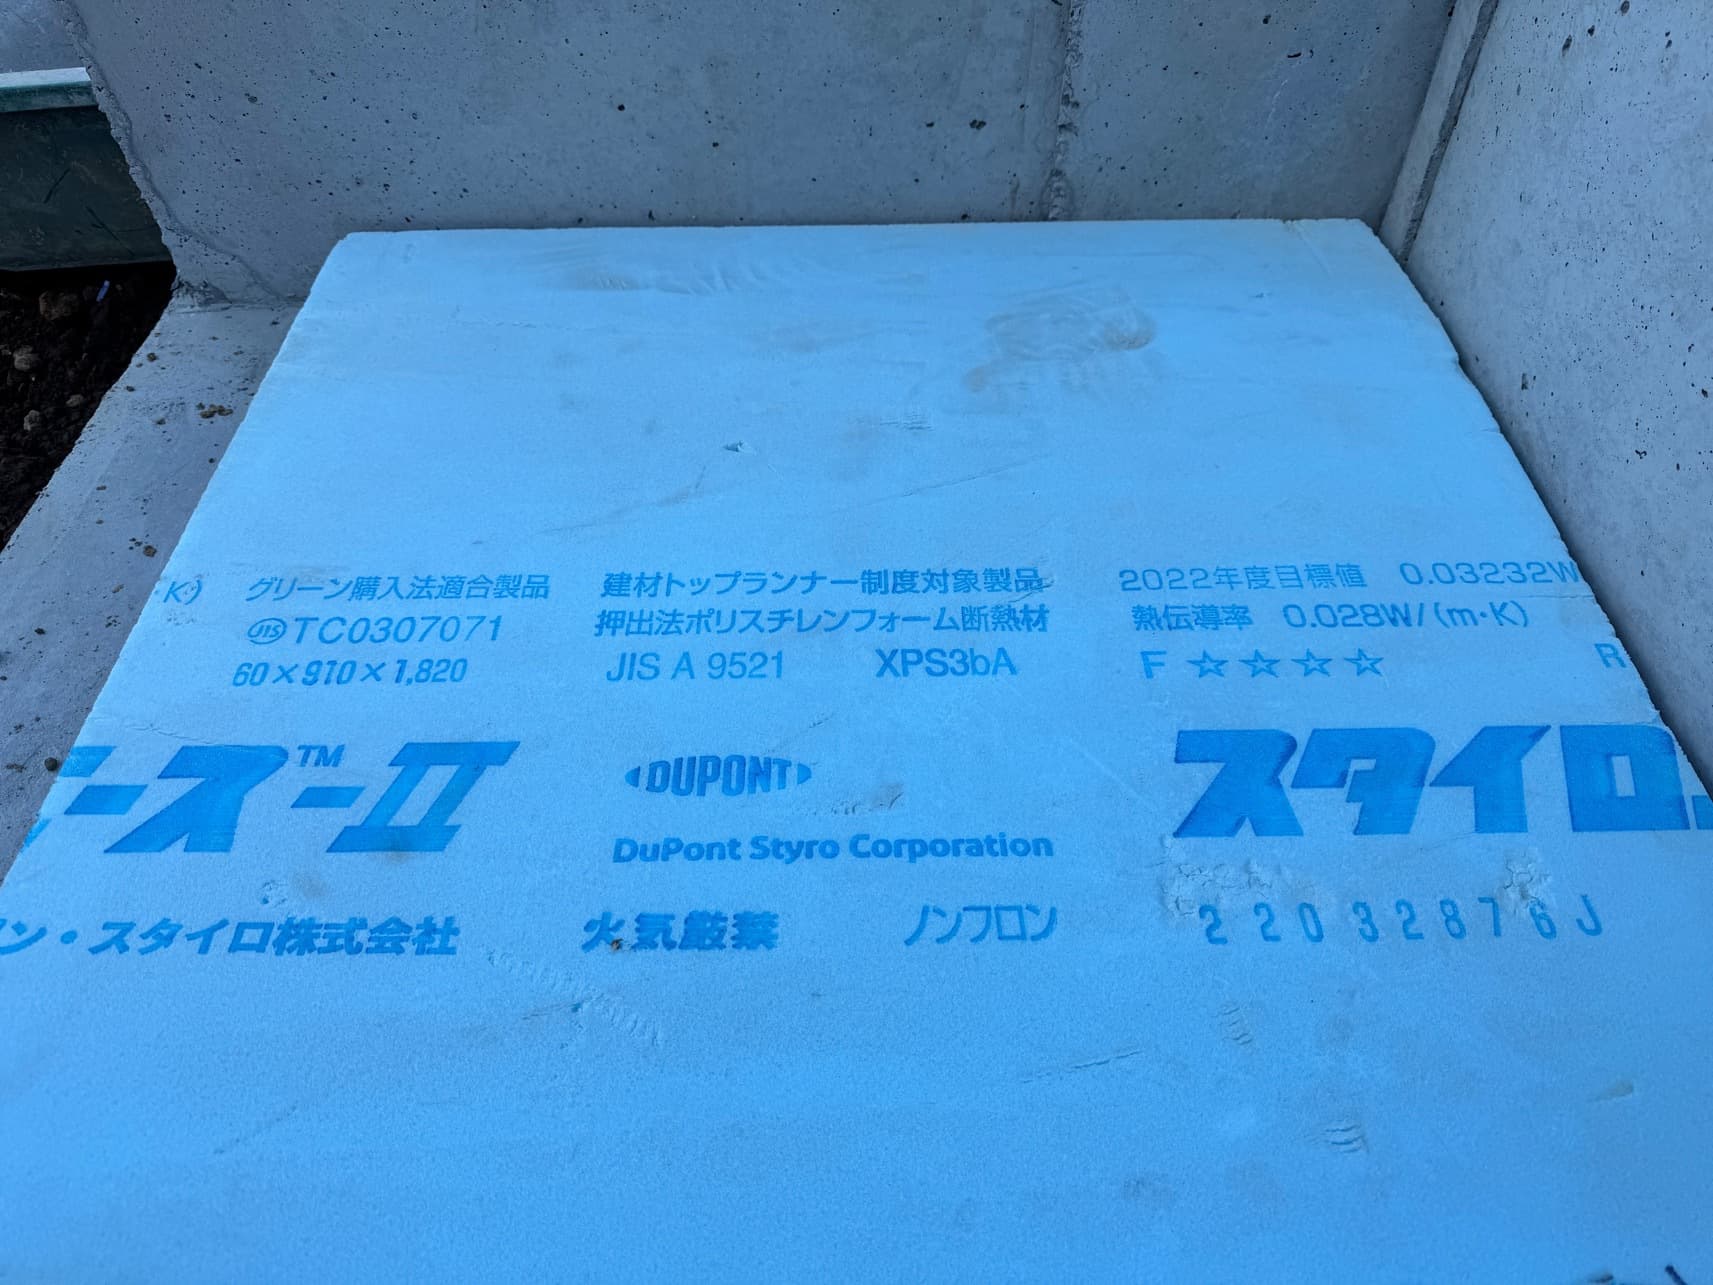 K) グリーン購入法適合製品 建材トップランナー制度対象製品 2022年度目標値 0.03232W
JIS TC0307071 押出法ポリスチレンフォーム断熱材 熱伝導率 0.028W/(m・K)
60×910×1,820 JIS A 9521 XPS3bA F☆☆☆☆ R
ース™-II DUPONT スタイロ
DuPont Styro Corporation
ン・スタイロ株式会社 火気厳禁 ノンフロン 220328876J